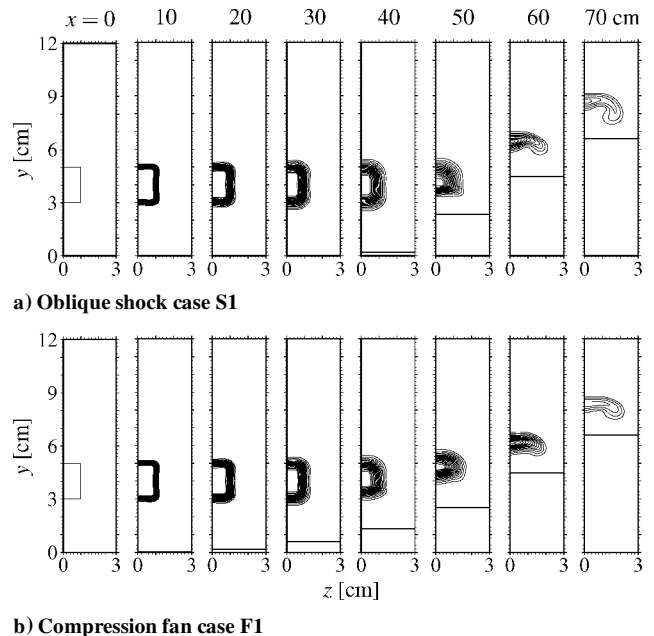 x = 0 10 20 30 40 50 60 70 cm
12
9
6
3
0
y [cm]
0 3 0 3 0 3 0 3 0 3 0 3 0 3 0 3
a) Oblique shock case S1
12
9
6
3
0
y [cm]
0 3 0 3 0 3 0 3 0 3 0 3 0 3 0 3
z [cm]
b) Compression fan case F1